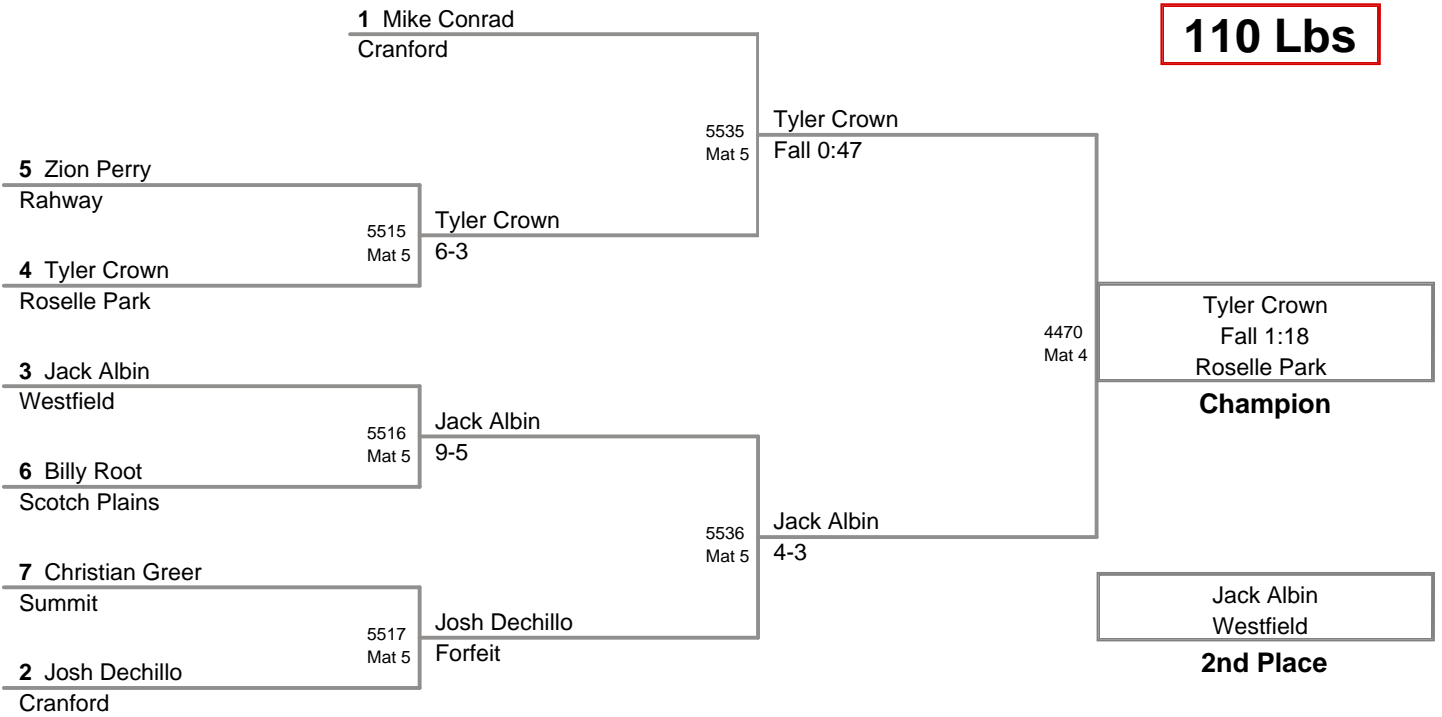 1 Mike Conrad
Cranford
110 Lbs
5535
Mat 5
Tyler Crown
Fall 0:47
5 Zion Perry
Rahway
5515
Mat 5
Tyler Crown
6-3
4 Tyler Crown
Roselle Park
4470
Mat 4
Tyler Crown
Fall 1:18
Roselle Park
Champion
3 Jack Albin
Westfield
5516
Mat 5
Jack Albin
9-5
6 Billy Root
Scotch Plains
5536
Mat 5
Jack Albin
4-3
7 Christian Greer
Summit
5517
Mat 5
Josh Dechillo
Forfeit
2 Josh Dechillo
Cranford
Jack Albin
Westfield
2nd Place